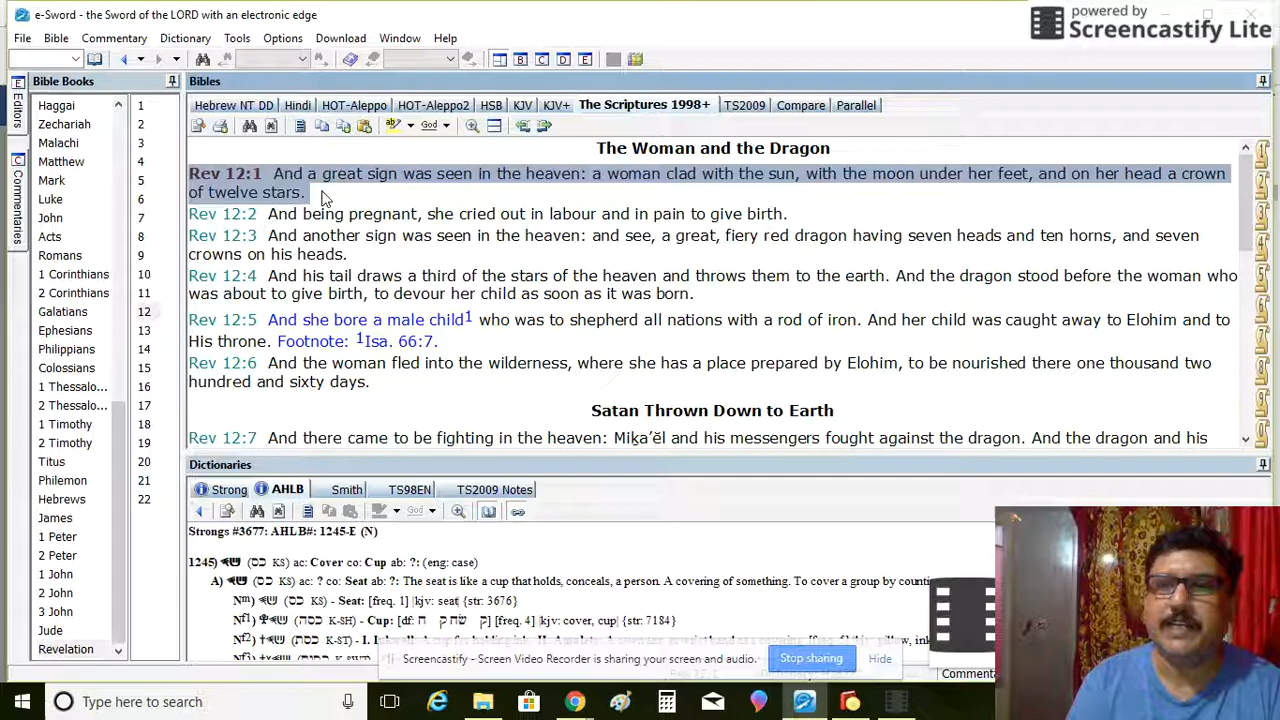 e-Sword - the Sword of the LORD with an electronic edge
powered by
Screencastify Lite
File Bible Commentary Dictionary Tools Options Download Window Help
B C D E
Bible Books
Bibles
Editors
Commentaries
Haggai 1
Zechariah 2
Malachi 3
Matthew 4
Mark 5
Luke 6
John 7
Acts 8
Romans 9
1 Corinthians 10
2 Corinthians 11
Galatians 12
Ephesians 13
Philippians 14
Colossians 15
1 Thessalo... 16
2 Thessalo... 17
1 Timothy 18
2 Timothy 19
Titus 20
Philemon 21
Hebrews 22
James
1 Peter
2 Peter
1 John
2 John
3 John
Jude
Revelation
Hebrew NT DD Hindi HOT-Aleppo HOT-Aleppo2 HSB KJV KJV+ The Scriptures 1998+ TS2009 Compare Parallel
God
The Woman and the Dragon
Rev 12:1 And a great sign was seen in the heaven: a woman clad with the sun, with the moon under her feet, and on her head a crown
of twelve stars.
Rev 12:2 And being pregnant, she cried out in labour and in pain to give birth.
Rev 12:3 And another sign was seen in the heaven: and see, a great, fiery red dragon having seven heads and ten horns, and seven
crowns on his heads.
Rev 12:4 And his tail draws a third of the stars of the heaven and throws them to the earth. And the dragon stood before the woman who
was about to give birth, to devour her child as soon as it was born.
Rev 12:5 And she bore a male child1 who was to shepherd all nations with a rod of iron. And her child was caught away to Elohim and to
His throne. Footnote: 1Isa. 66:7.
Rev 12:6 And the woman fled into the wilderness, where she has a place prepared by Elohim, to be nourished there one thousand two
hundred and sixty days.
Satan Thrown Down to Earth
Rev 12:7 And there came to be fighting in the heaven: Miḵa’ĕl and his messengers fought against the dragon. And the dragon and his
Dictionaries
Strong AHLB Smith TS98EN TS2009 Notes
God
Strongs #3677: AHLB#: 1245-E (N)
1245) (כס KS) ac: Cover co: Cup ab: ?: (eng: case)
A) (כס KS) ac: ? co: Seat ab: ?: The seat is like a cup that holds, conceals, a person. A covering of something. To cover a group by
Nm) (כס KS) - Seat: [freq. 1] |kjv: seat| {str: 3676}
Nf1) (כסה K-SH) - Cup: [freq. 4] |kjv: cover, cup| {str: 7184}
Nf2) (כסת K-ST) - I.
Screencastify - Screen Video Recorder is sharing your screen and audio. Stop sharing Hide
Commenta
Type here to search